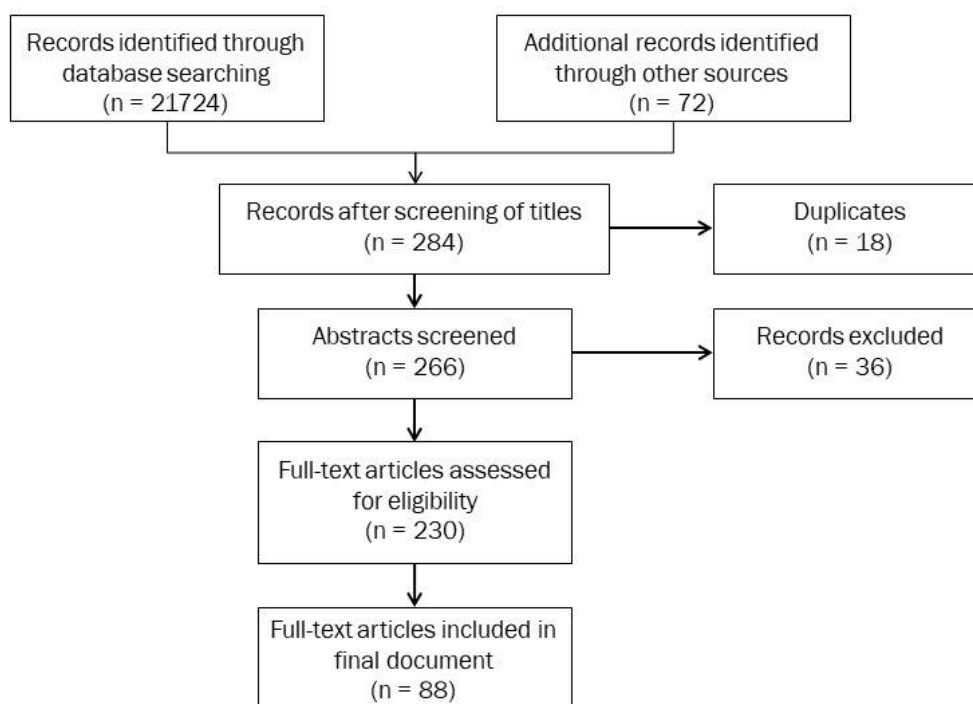 Records identified through
database searching
(n = 21724)
Additional records identified
through other sources
(n = 72)
Records after screening of titles
(n = 284)
Duplicates
(n = 18)
Abstracts screened
(n = 266)
Records excluded
(n = 36)
Full-text articles assessed
for eligibility
(n = 230)
Full-text articles included in
final document
(n = 88)